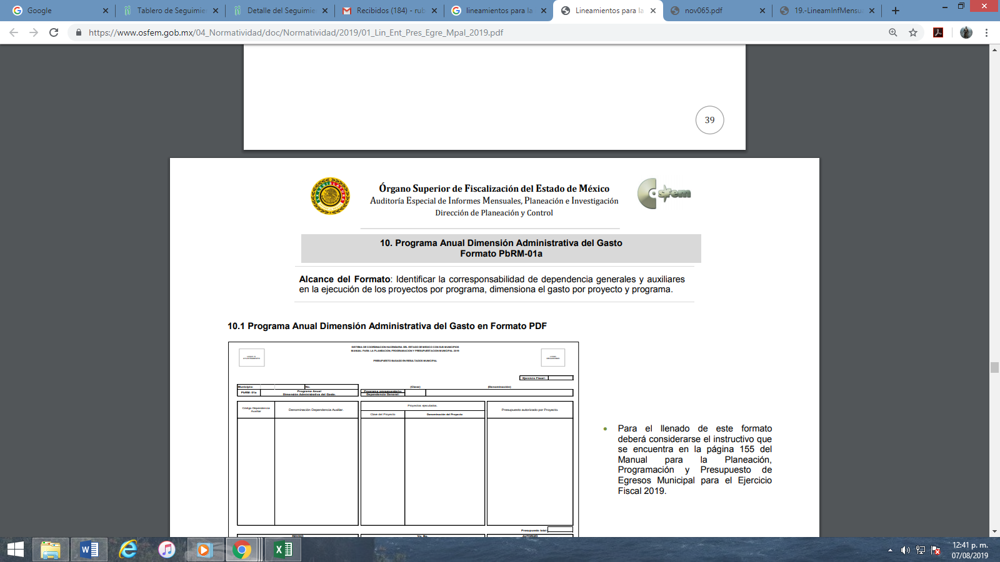 Google
Tablero de Seguimie
Detalle del Seguimie
Recibidos (184) - rub
lineamientos para la
Lineamientos para la
nov065.pdf
19.-LineamInfMensu
https://www.osfem.gob.mx/04_Normatividad/doc/Normatividad/2019/01_Lin_Ent_Pres_Egre_Mpal_2019.pdf
39
Órgano Superior de Fiscalización del Estado de México
Auditoría Especial de Informes Mensuales, Planeación e Investigación
Dirección de Planeación y Control
osfem
10. Programa Anual Dimensión Administrativa del Gasto
Formato PbRM-01a
Alcance del Formato: Identificar la corresponsabilidad de dependencia generales y auxiliares
en la ejecución de los proyectos por programa, dimensiona el gasto por proyecto y programa.
10.1 Programa Anual Dimensión Administrativa del Gasto en Formato PDF
SISTEMA DE COORDINACION HACENDARIA DEL ESTADO DE MEXICO CON SUS MUNICIPIOS
MANUAL PARA LA PLANEACION, PROGRAMACION Y PRESUPUESTACION MUNICIPAL 2019
PRESUPUESTO BASADO EN RESULTADOS MUNICIPAL
Ejercicio Fiscal:
Municipio: No.
(Clave) (Denominación)
PbRM- 01a
Programa Anual
Dimensión Administrativa del Gasto.
Programa presupuestario:
Dependencia General:
Código Dependencia
Auxiliar
Denominación Dependencia Auxiliar.
Proyectos ejecutados.
Clave del Proyecto
Denominación del Proyecto
Presupuesto autorizado por Proyecto.
Presupuesto total
REVISÓ Vo. Bo. AUTORIZÓ
• Para el llenado de este formato
deberá considerarse el instructivo que
se encuentra en la página 155 del
Manual para la Planeación,
Programación y Presupuesto de
Egresos Municipal para el Ejercicio
Fiscal 2019.
12:41 p. m.
07/08/2019